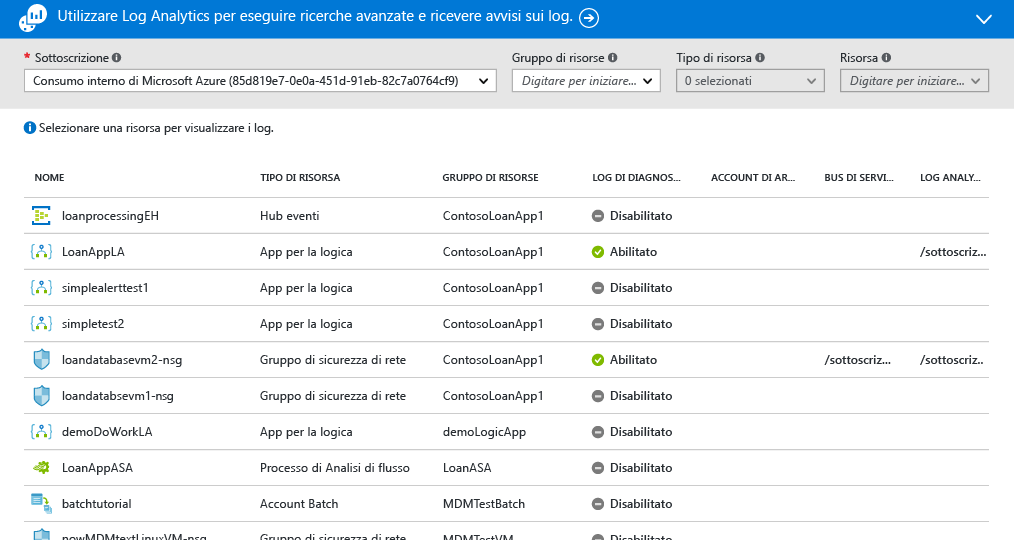 Utilizzare Log Analytics per eseguire ricerche avanzate e ricevere avvisi sui log.
* Sottoscrizione Gruppo di risorse Tipo di risorsa Risorsa
Consumo interno di Microsoft Azure (85d819e7-0e0a-451d-91eb-82c7a0764cf9) Digitare per iniziare... 0 selezionati Digitare per iniziare...
Selezionare una risorsa per visualizzare i log.
NOME TIPO DI RISORSA GRUPPO DI RISORSE LOG DI DIAGNOS... ACCOUNT DI AR... BUS DI SERVI... LOG ANALY...
loanprocessingEH Hub eventi ContosoLoanApp1 Disabilitato
LoanAppLA App per la logica ContosoLoanApp1 Abilitato /sottoscriz...
simplealerttest1 App per la logica ContosoLoanApp1 Disabilitato
simpletest2 App per la logica ContosoLoanApp1 Disabilitato
loandatabasevm2-nsg Gruppo di sicurezza di rete ContosoLoanApp1 Abilitato /sottoscriz... /sottoscriz..
loandatabsevm1-nsg Gruppo di sicurezza di rete ContosoLoanApp1 Disabilitato
demoDoWorkLA App per la logica demoLogicApp Disabilitato
LoanAppASA Processo di Analisi di flusso LoanASA Disabilitato
batchtutorial Account Batch MDMTestBatch Disabilitato
nowMDMtextLinuxVM-nsg Gruppo di sicurezza di rete MDMTestVM Disabilitato